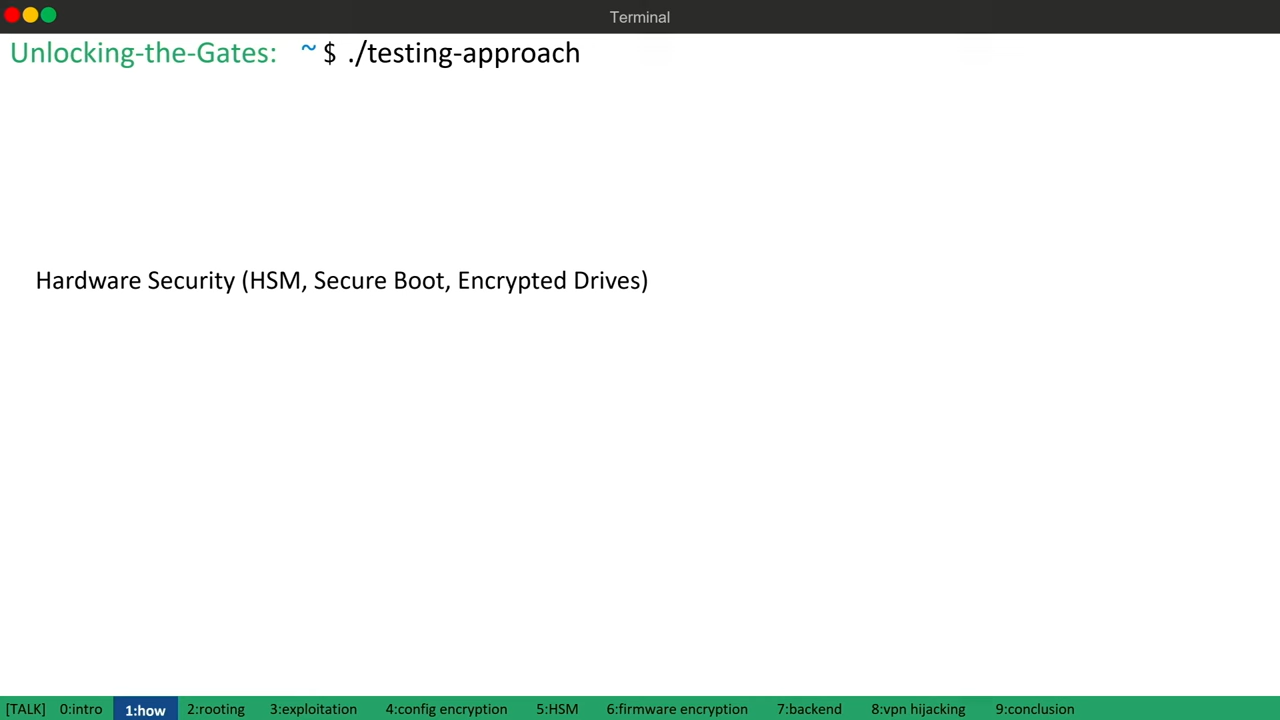 Terminal
Unlocking-the-Gates: ~ $ ./testing-approach
Hardware Security (HSM, Secure Boot, Encrypted Drives)
[TALK] 0:intro 1:how 2:rooting 3:exploitation 4:config encryption 5:HSM 6:firmware encryption 7:backend 8:vpn hijacking 9:conclusion